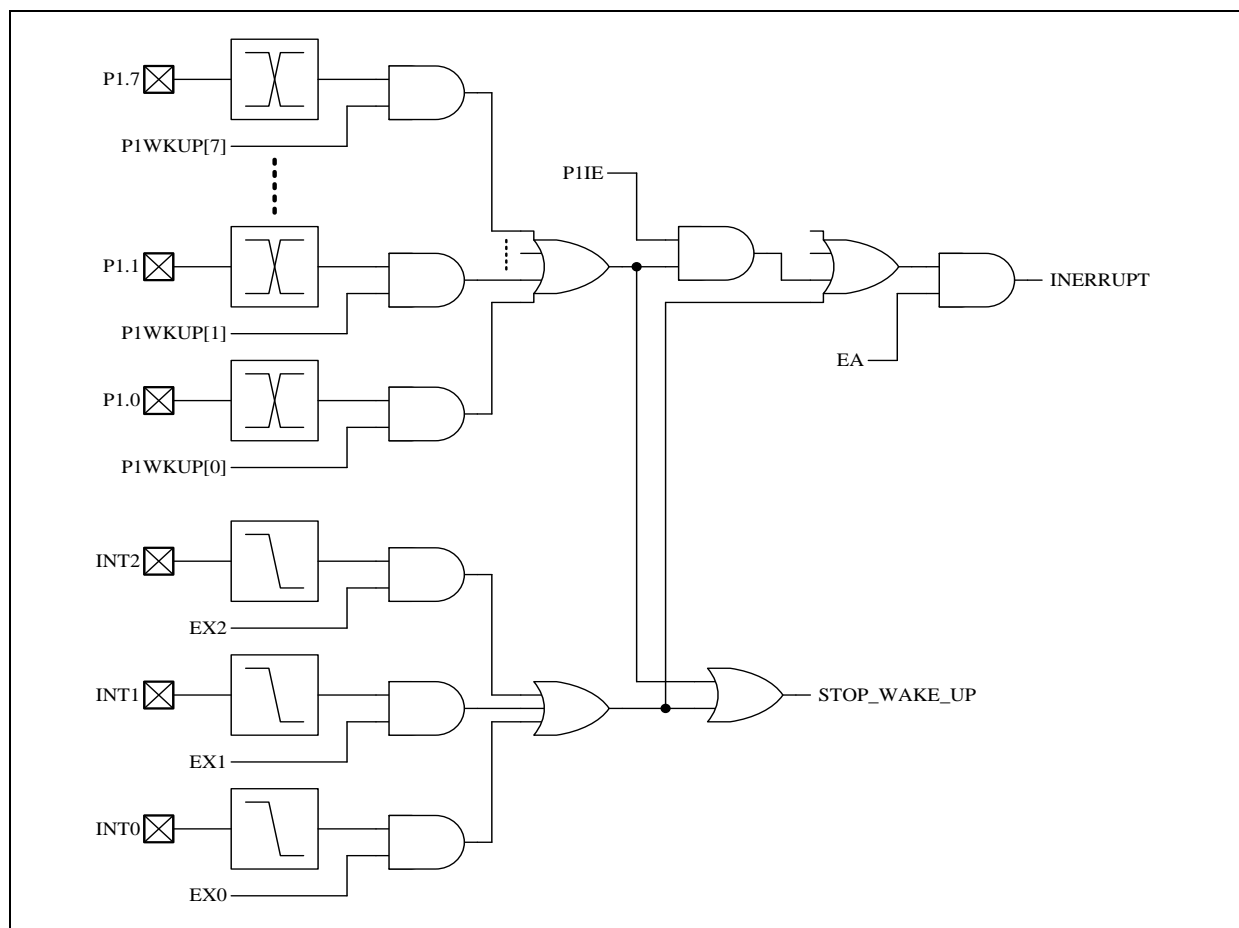 P1.7
P1WKUP[7]
P1IE
P1.1
INERRUPT
P1WKUP[1]
EA
P1.0
P1WKUP[0]
INT2
EX2
INT1
STOP_WAKE_UP
EX1
INT0
EX0